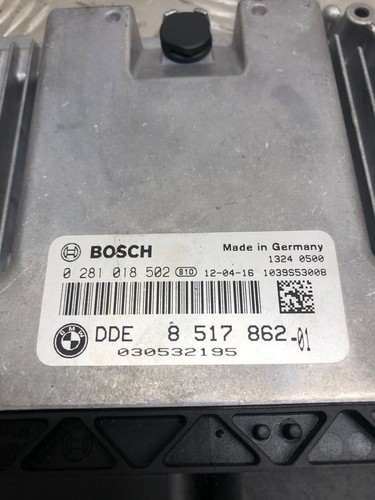 BOSCH Made in Germany
1324 0500
0 281 018 502 810 12-04-16 1039S53008
BMW DDE 8 517 862-01
030532195